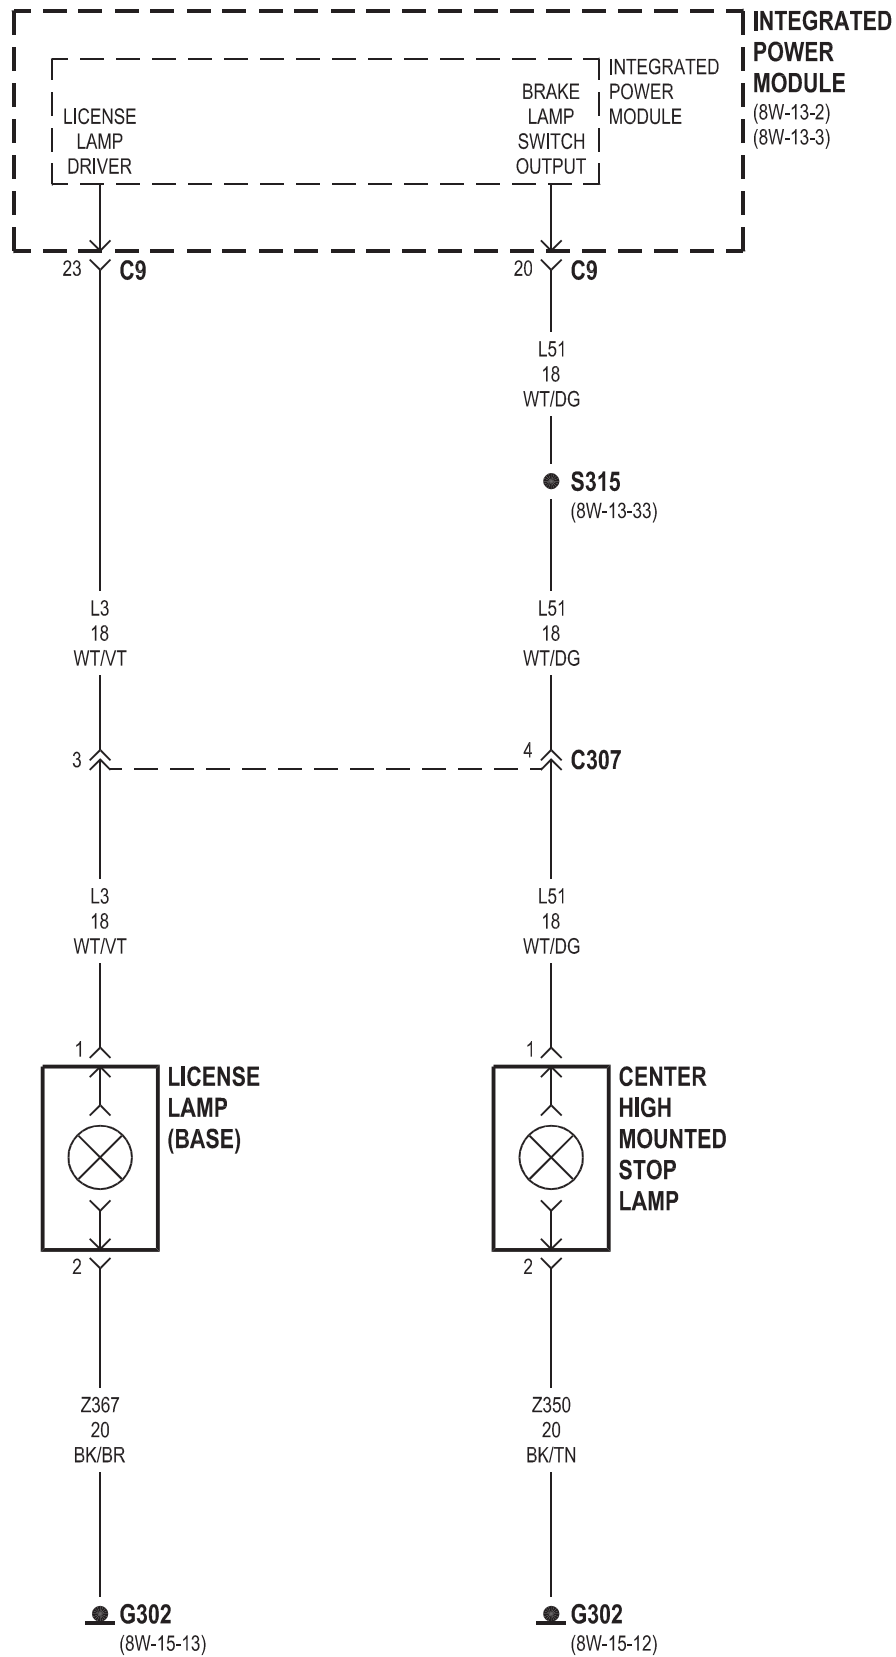 INTEGRATED
POWER
MODULE
(8W-13-2)
(8W-13-3)
INTEGRATED
POWER
MODULE
LICENSE
LAMP
DRIVER
BRAKE
LAMP
SWITCH
OUTPUT
23 C9
20 C9
L51
18
WT/DG
S315
(8W-13-33)
L3
18
WT/VT
L51
18
WT/DG
3
4 C307
L3
18
WT/VT
L51
18
WT/DG
1
LICENSE
LAMP
(BASE)
2
1
CENTER
HIGH
MOUNTED
STOP
LAMP
2
Z367
20
BK/BR
Z350
20
BK/TN
G302
(8W-15-13)
G302
(8W-15-12)